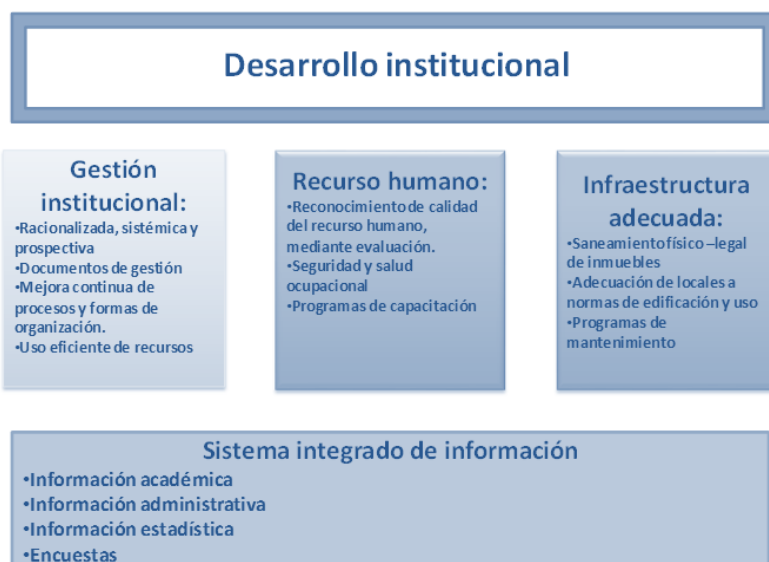 Desarrollo institucional
Gestión
institucional:
•Racionalizada, sistémica y
prospectiva
•Documentos de gestión
•Mejora continua de
procesos y formas de
organización.
•Uso eficiente de recursos
Recurso humano:
•Reconocimiento de calidad
del recurso humano,
mediante evaluación.
•Seguridad y salud
ocupacional
•Programas de capacitación
Infraestructura
adecuada:
•Saneamiento físico –legal
de inmuebles
•Adecuación de locales a
normas de edificación y uso
•Programas de
mantenimiento
Sistema integrado de información
•Información académica
•Información administrativa
•Información estadística
•Encuestas